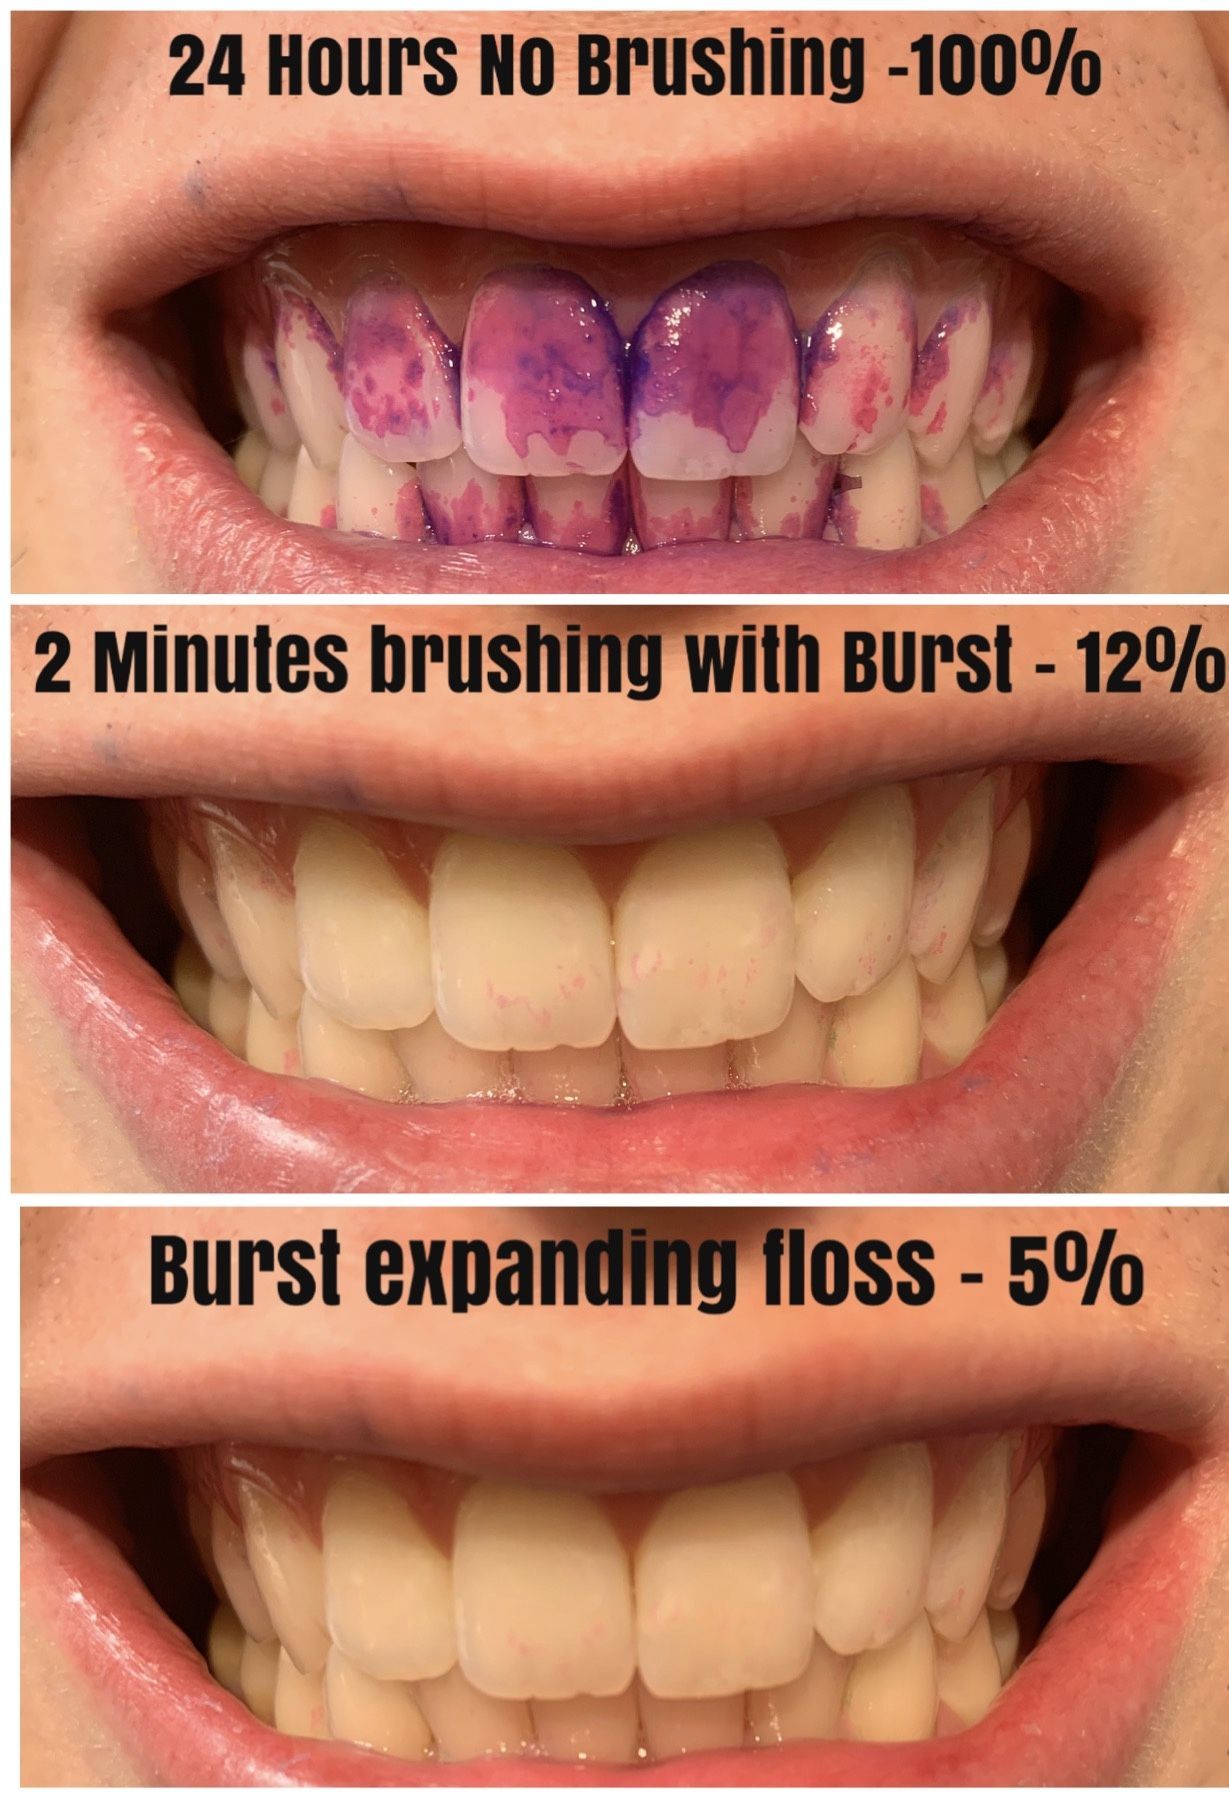 24 Hours No Brushing -100%
2 Minutes brushing with BUrst - 12%
Burst expanding floss - 5%